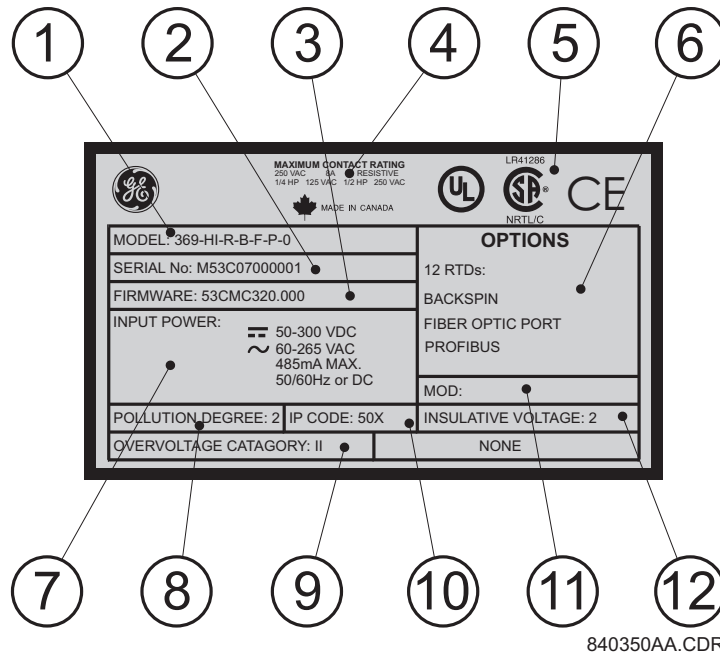 1 2 3 4 5 6
MAXIMUM CONTACT RATING
250 VAC 8A RESISTIVE
1/4 HP 125 VAC 1/2 HP 250 VAC
MADE IN CANADA
GE
UL
LR41286
SA ®
NRTL/C
CE
MODEL: 369-HI-R-B-F-P-0
SERIAL No: M53C07000001
FIRMWARE: 53CMC320.000
INPUT POWER:
50-300 VDC
60-265 VAC
485mA MAX.
50/60Hz or DC
OPTIONS
12 RTDs:
BACKSPIN
FIBER OPTIC PORT
PROFIBUS
MOD:
POLLUTION DEGREE: 2 IP CODE: 50X INSULATIVE VOLTAGE: 2
OVERVOLTAGE CATAGORY: II NONE
7 8 9 10 11 12
840350AA.CDR